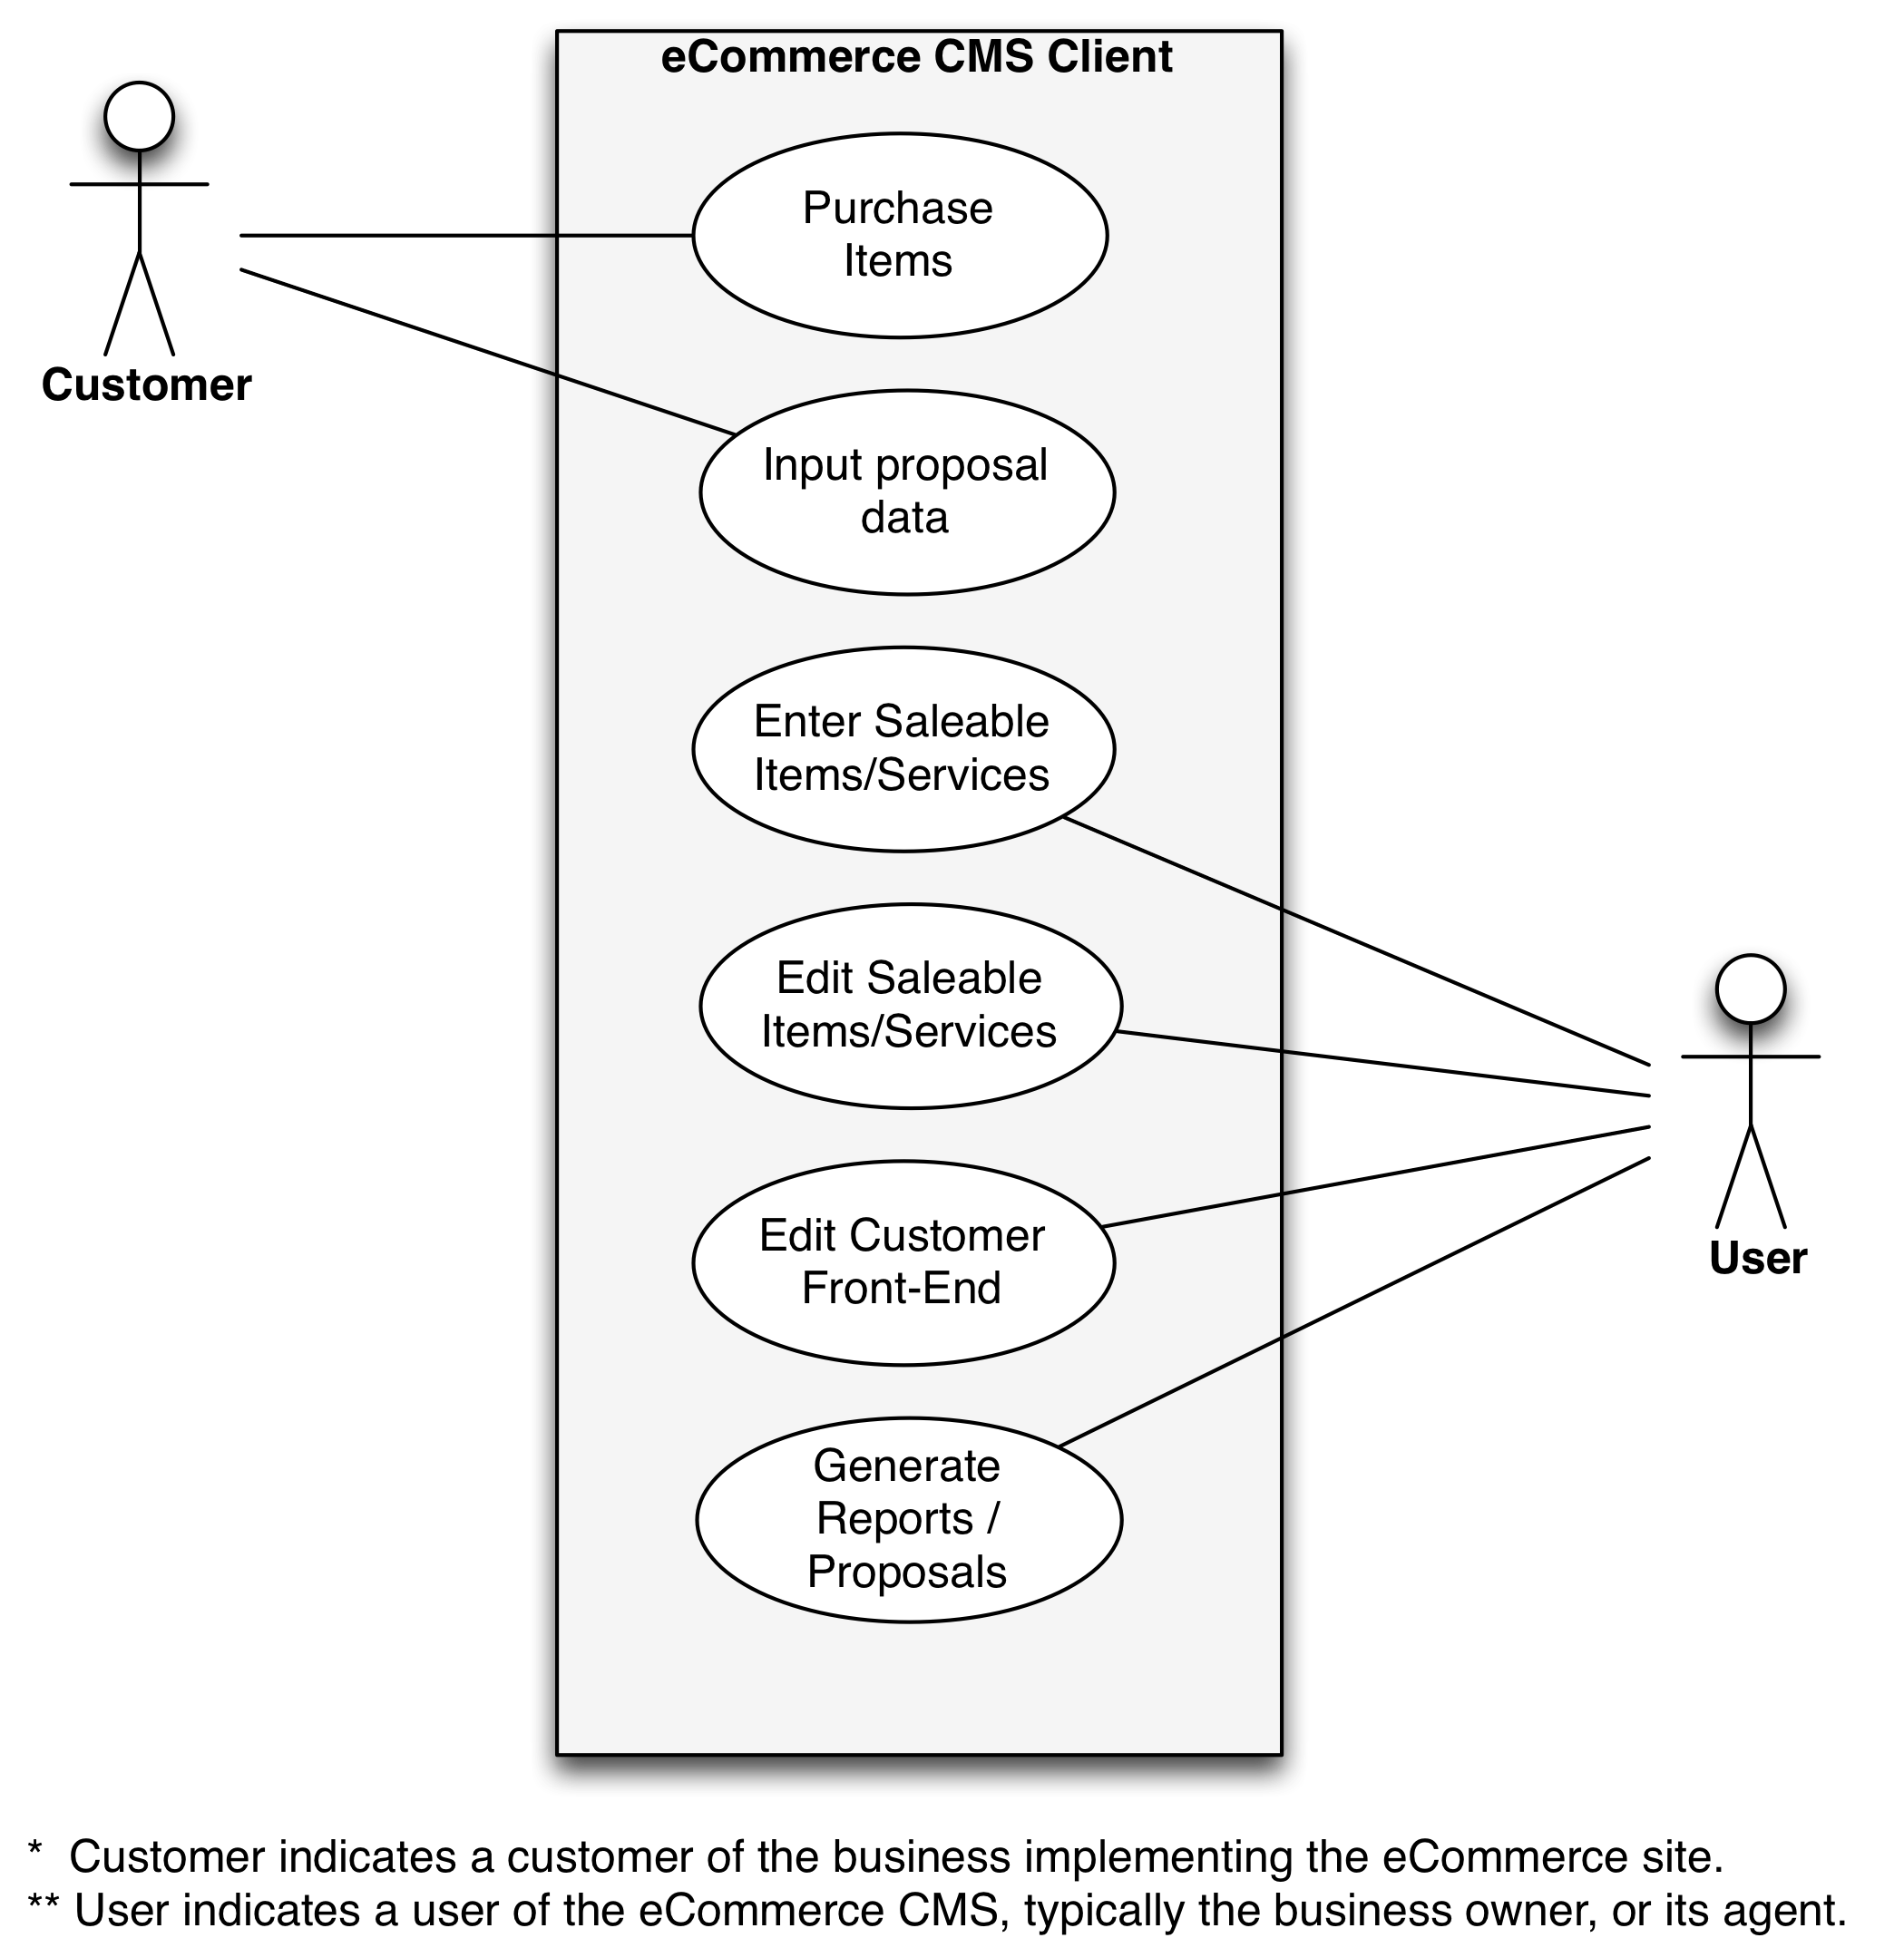 eCommerce CMS Client
Purchase
Items
Customer
Input proposal
data
Enter Saleable
Items/Services
Edit Saleable
Items/Services
Edit Customer
Front-End
User
Generate
Reports /
Proposals
* Customer indicates a customer of the business implementing the eCommerce site.
** User indicates a user of the eCommerce CMS, typically the business owner, or its agent.